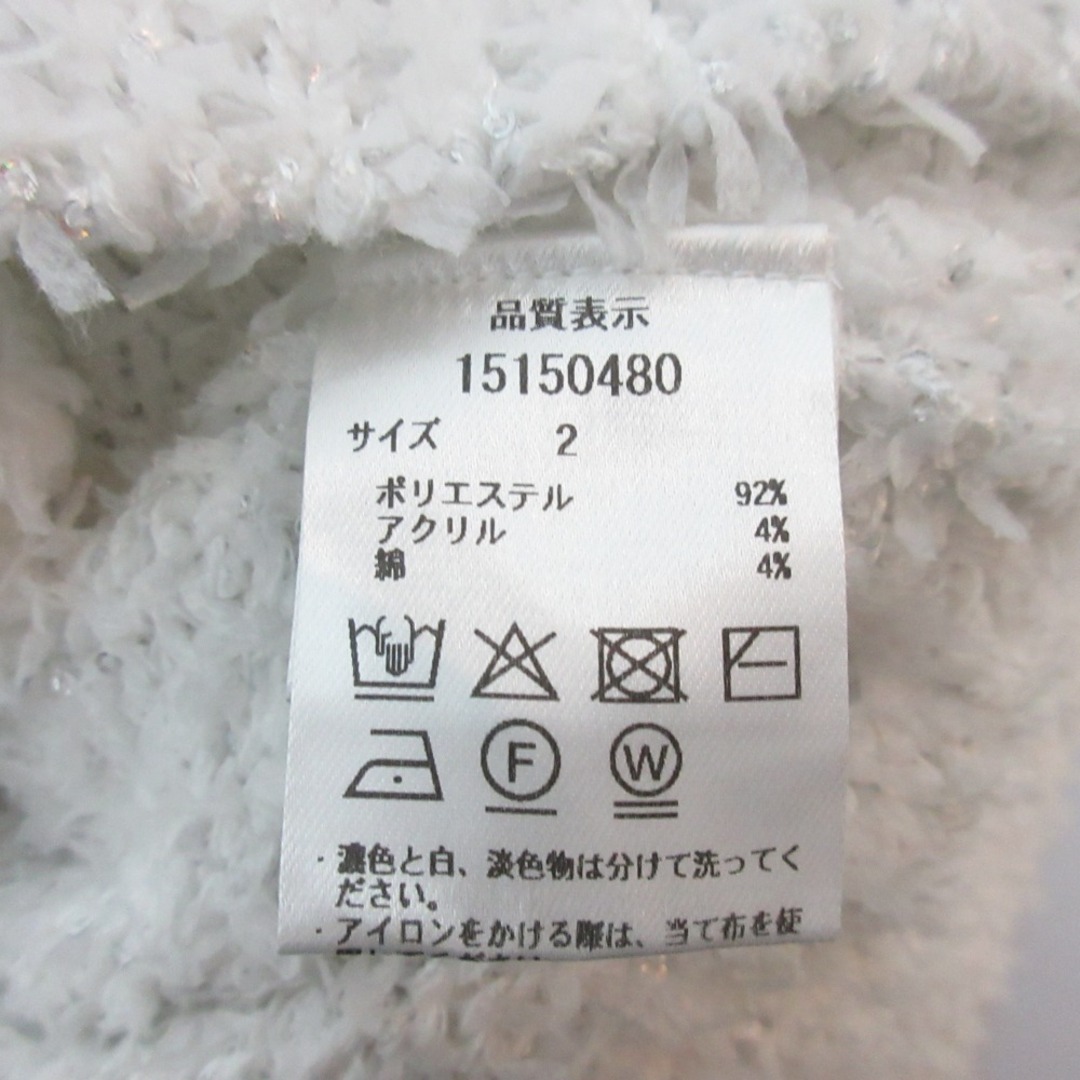 品質表示
15150480
サイズ 2
ポリエステル 92%
アクリル 4%
綿 4%
F W
・濃色と白、淡色物は分けて洗ってく
ださい。
・アイロンをかける際は、当て布を使